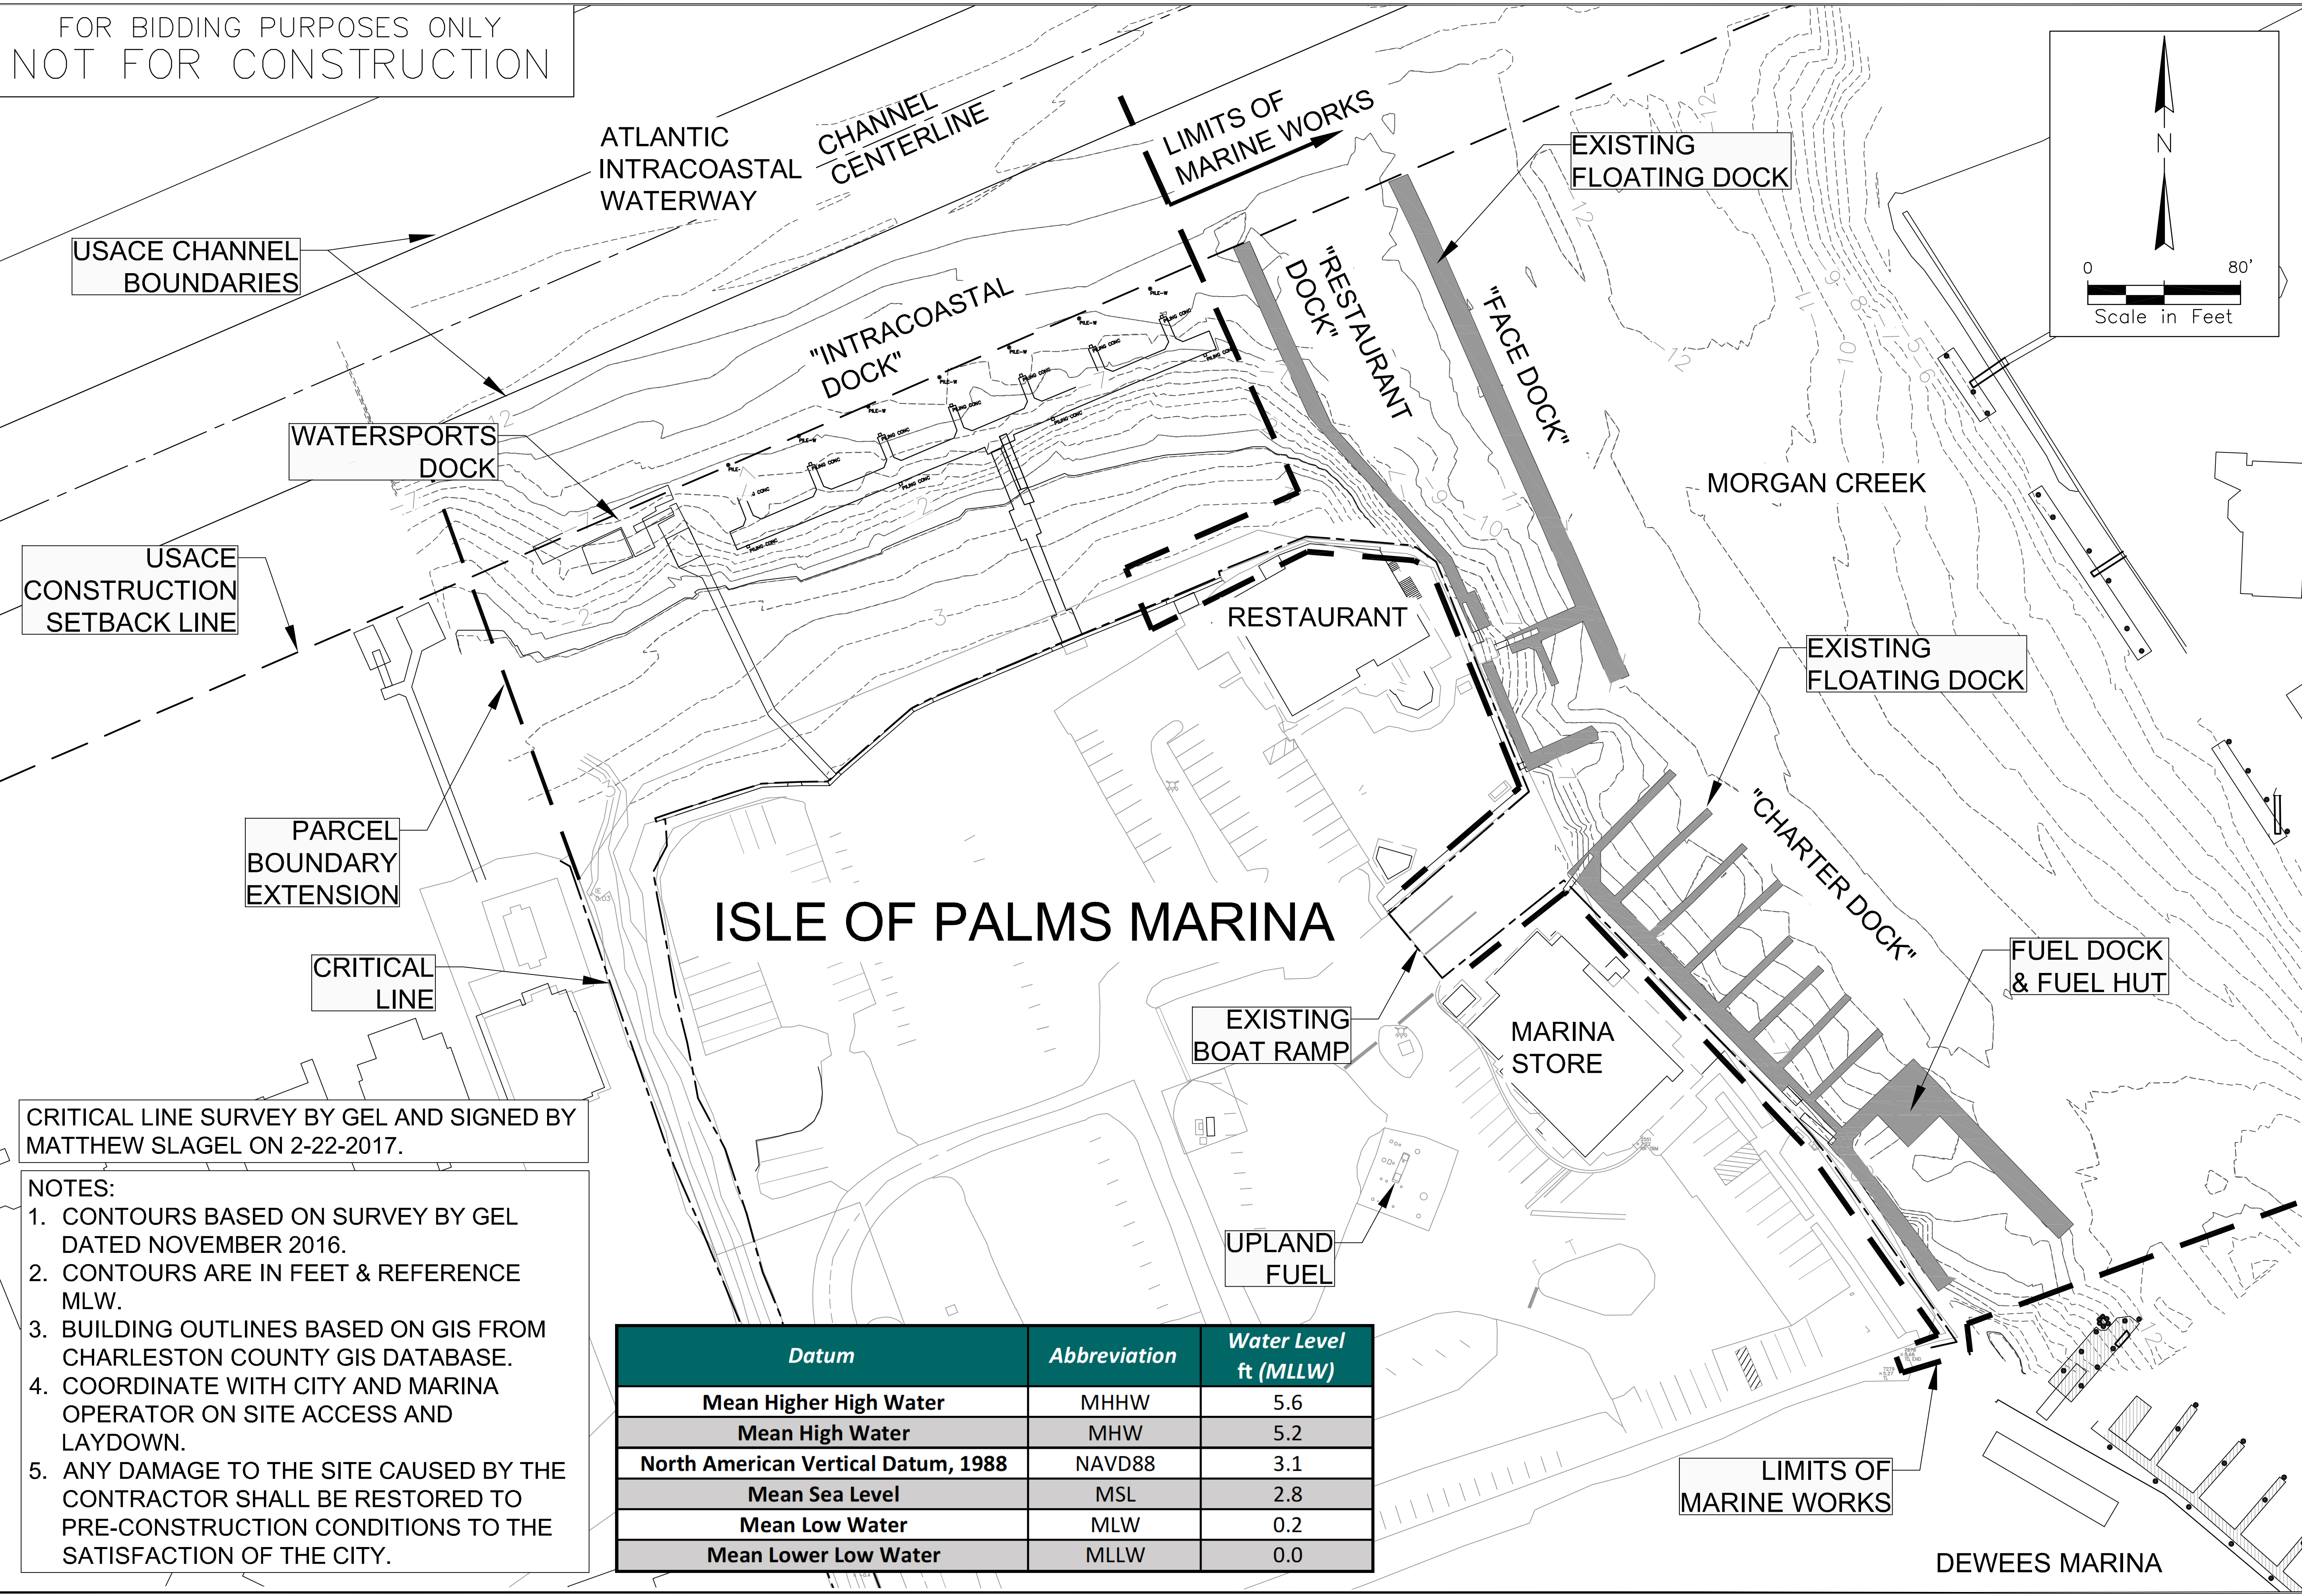 FOR BIDDING PURPOSES ONLY
NOT FOR CONSTRUCTION
ATLANTIC
INTRACOASTAL
WATERWAY
CHANNEL
CENTERLINE
LIMITS OF
MARINE WORKS
EXISTING
FLOATING DOCK
N
0 80'
Scale in Feet
USACE CHANNEL
BOUNDARIES
"INTRACOASTAL
DOCK"
"RESTAURANT
DOCK"
"FACE DOCK"
WATERSPORTS
DOCK
MORGAN CREEK
USACE
CONSTRUCTION
SETBACK LINE
RESTAURANT
EXISTING
FLOATING DOCK
PARCEL
BOUNDARY
EXTENSION
"CHARTER DOCK"
ISLE OF PALMS MARINA
CRITICAL
LINE
FUEL DOCK
& FUEL HUT
EXISTING
BOAT RAMP
MARINA
STORE
UPLAND
FUEL
CRITICAL LINE SURVEY BY GEL AND SIGNED BY
MATTHEW SLAGEL ON 2-22-2017.
NOTES:
1. CONTOURS BASED ON SURVEY BY GEL
DATED NOVEMBER 2016.
2. CONTOURS ARE IN FEET & REFERENCE
MLW.
3. BUILDING OUTLINES BASED ON GIS FROM
CHARLESTON COUNTY GIS DATABASE.
4. COORDINATE WITH CITY AND MARINA
OPERATOR ON SITE ACCESS AND
LAYDOWN.
5. ANY DAMAGE TO THE SITE CAUSED BY THE
CONTRACTOR SHALL BE RESTORED TO
PRE-CONSTRUCTION CONDITIONS TO THE
SATISFACTION OF THE CITY.
Datum Abbreviation Water Level
ft (MLLW)
Mean Higher High Water MHHW 5.6
Mean High Water MHW 5.2
North American Vertical Datum, 1988 NAVD88 3.1
Mean Sea Level MSL 2.8
Mean Low Water MLW 0.2
Mean Lower Low Water MLLW 0.0
LIMITS OF
MARINE WORKS
DEWEES MARINA